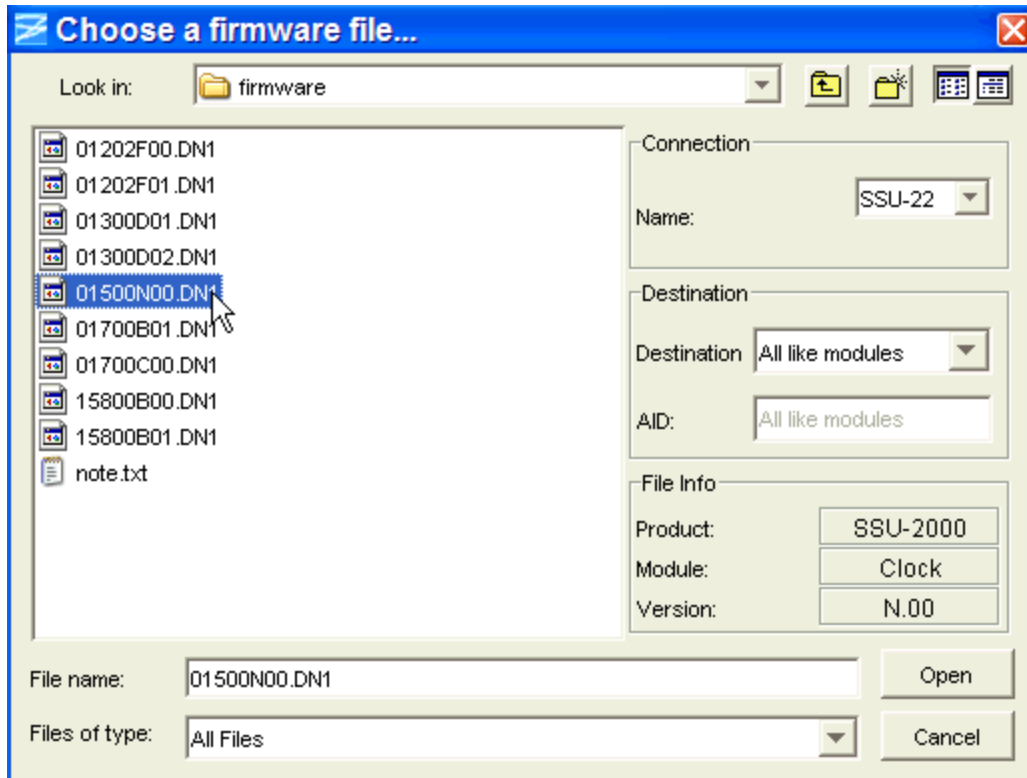 Choose a firmware file...
Look in: firmware
01202F00.DN1
01202F01.DN1
01300D01.DN1
01300D02.DN1
01500N00.DN1
01700B01.DN1
01700C00.DN1
15800B00.DN1
15800B01.DN1
note.txt
Connection
Name: SSU-22
Destination
Destination All like modules
AID: All like modules
File Info
Product: SSU-2000
Module: Clock
Version: N.00
File name: 01500N00.DN1 Open
Files of type: All Files Cancel